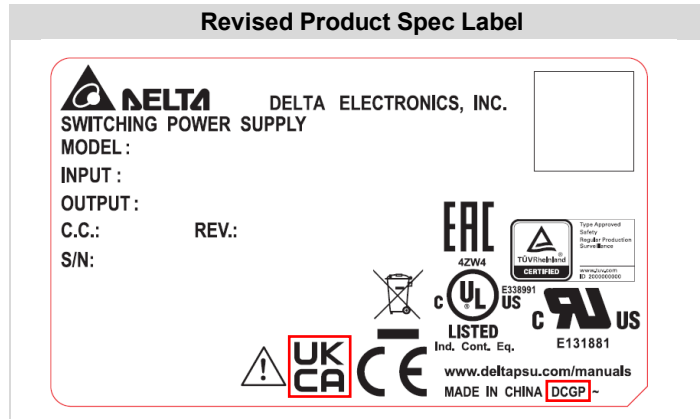 Revised Product Spec Label
DELTA DELTA ELECTRONICS, INC.
SWITCHING POWER SUPPLY
MODEL :
INPUT :
OUTPUT :
C.C.: REV.:
S/N:
EAC
4ZW4
TÜVRheinland
CERTIFIED
Type Approved
Safety
Regular Production
Surveillance
www.tuv.com
ID 2000000000
C UL US
E338991
LISTED
Ind. Cont. Eq.
C RU US
E131881
UK
CA
CE
www.deltapsu.com/manuals
MADE IN CHINA DCGP ~